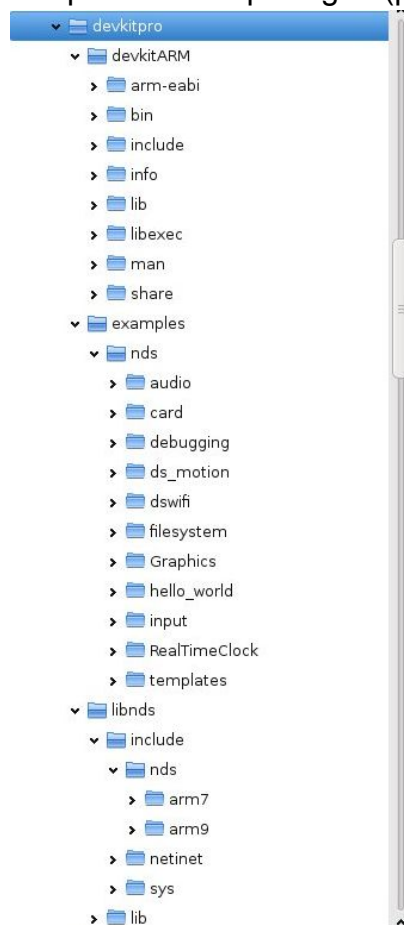 devkitpro
devkitARM
arm-eabi
bin
include
info
lib
libexec
man
share
examples
nds
audio
card
debugging
ds_motion
dswifi
filesystem
Graphics
hello_world
input
RealTimeClock
templates
libnds
include
nds
arm7
arm9
netinet
sys
lib